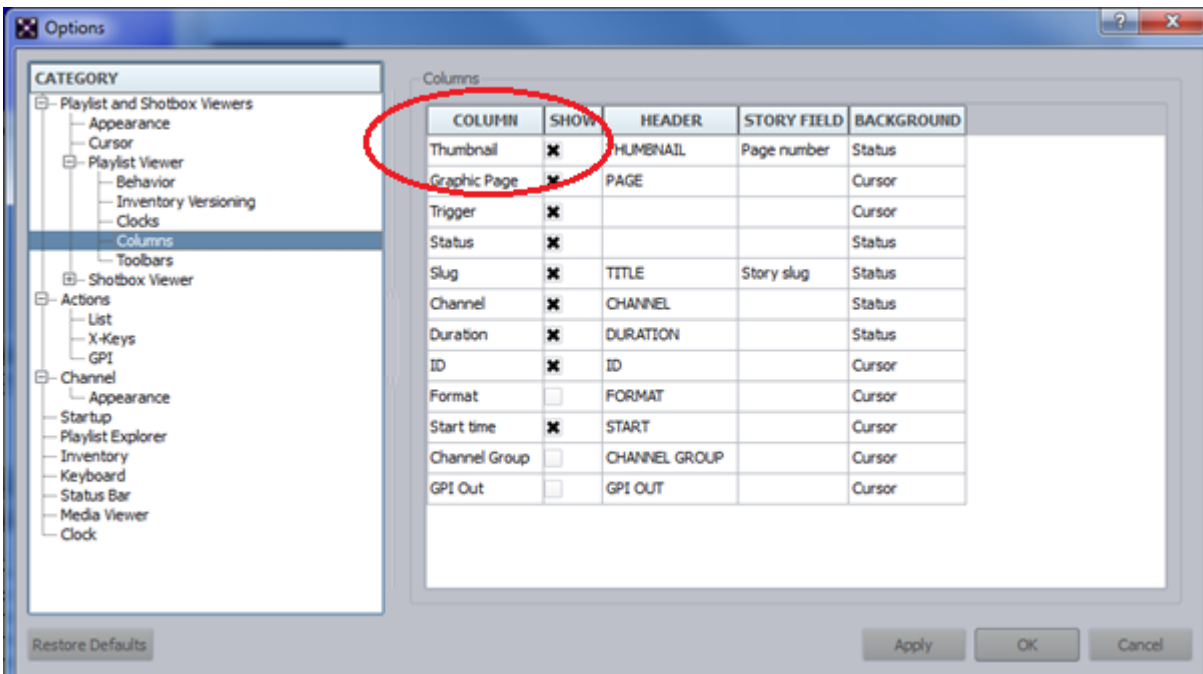 Options
CATEGORY
Playlist and Shotbox Viewers
Appearance
Cursor
Playlist Viewer
Behavior
Inventory Versioning
Clocks
Columns
Toolbars
Shotbox Viewer
Actions
List
X-Keys
GPI
Channel
Appearance
Startup
Playlist Explorer
Inventory
Keyboard
Status Bar
Media Viewer
Clock
Columns
COLUMN SHOW HEADER STORY FIELD BACKGROUND
Thumbnail THUMBNAIL Page number Status
Graphic Page PAGE Cursor
Trigger Cursor
Status Status
Slug TITLE Story slug Status
Channel CHANNEL Status
Duration DURATION Status
ID ID Cursor
Format FORMAT Cursor
Start time START Cursor
Channel Group CHANNEL GROUP Cursor
GPI Out GPI OUT Cursor
Restore Defaults Apply OK Cancel